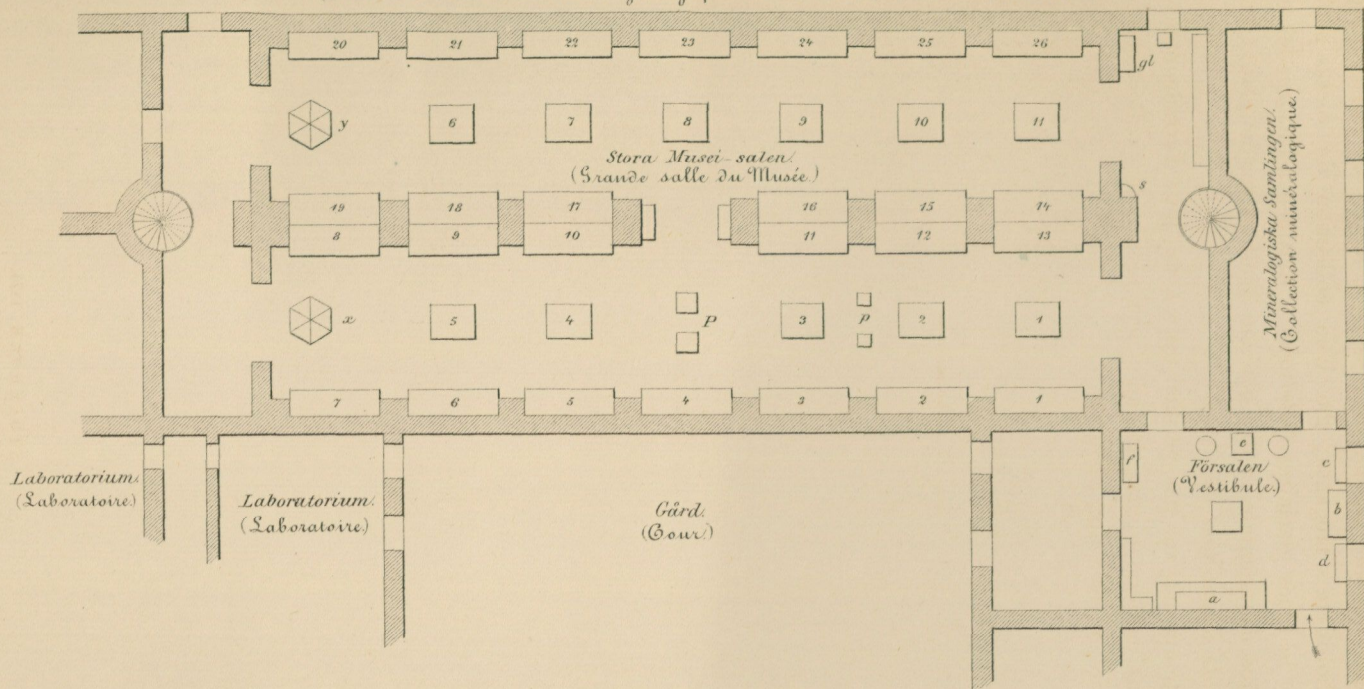 20 21 22 23 24 25 26
gl
y 6 7 8 9 10 11
Stora Musei-salen.
(Grande salle du Musée.)
s
19 18 17 16 15 14
8 9 10 11 12 13
Mineralogiska Samlingen.
(Collection minéralogique.)
x 5 4 P 3 p 2 1
7 6 5 4 3 2 1
Laboratorium.
(Laboratoire.)
Laboratorium.
(Laboratoire.)
Gård.
(Cour.)
f e c
Försalen
(Vestibule.)
b
d
a